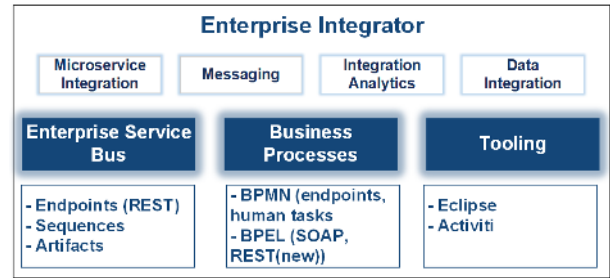 Enterprise Integrator
Microservice
Integration
Messaging
Integration
Analytics
Data
Integration
Enterprise Service
Bus
Business
Processes
Tooling
- Endpoints (REST)
- Sequences
- Artifacts
- BPMN (endpoints,
human tasks
- BPEL (SOAP,
REST(new))
- Eclipse
- Activiti